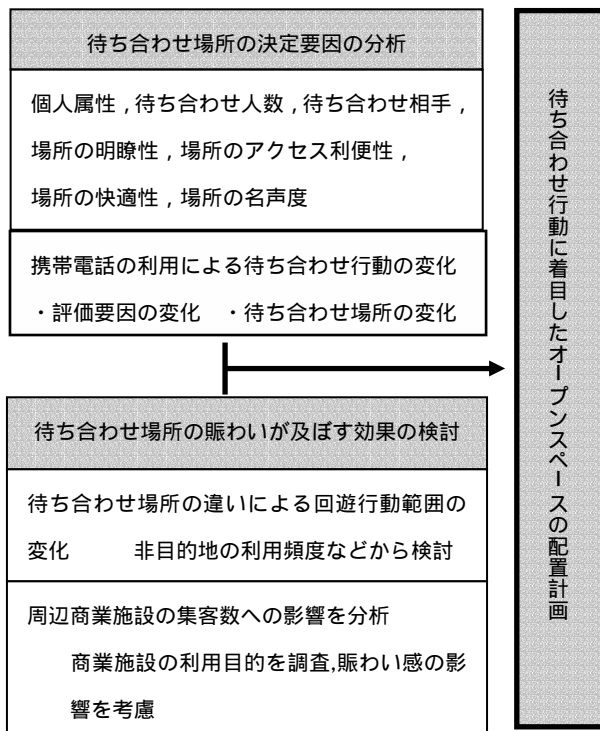 待ち合わせ場所の決定要因の分析
個人属性，待ち合わせ人数，待ち合わせ相手，
場所の明瞭性，場所のアクセス利便性，
場所の快適性，場所の名声度
携帯電話の利用による待ち合わせ行動の変化
・評価要因の変化　・待ち合わせ場所の変化
待ち合わせ場所の賑わいが及ぼす効果の検討
待ち合わせ場所の違いによる回遊行動範囲の
変化　　　非目的地の利用頻度などから検討
周辺商業施設の集客数への影響を分析
商業施設の利用目的を調査,賑わい感の影
響を考慮
待ち合わせ行動に着目したオープンスペースの配置計画